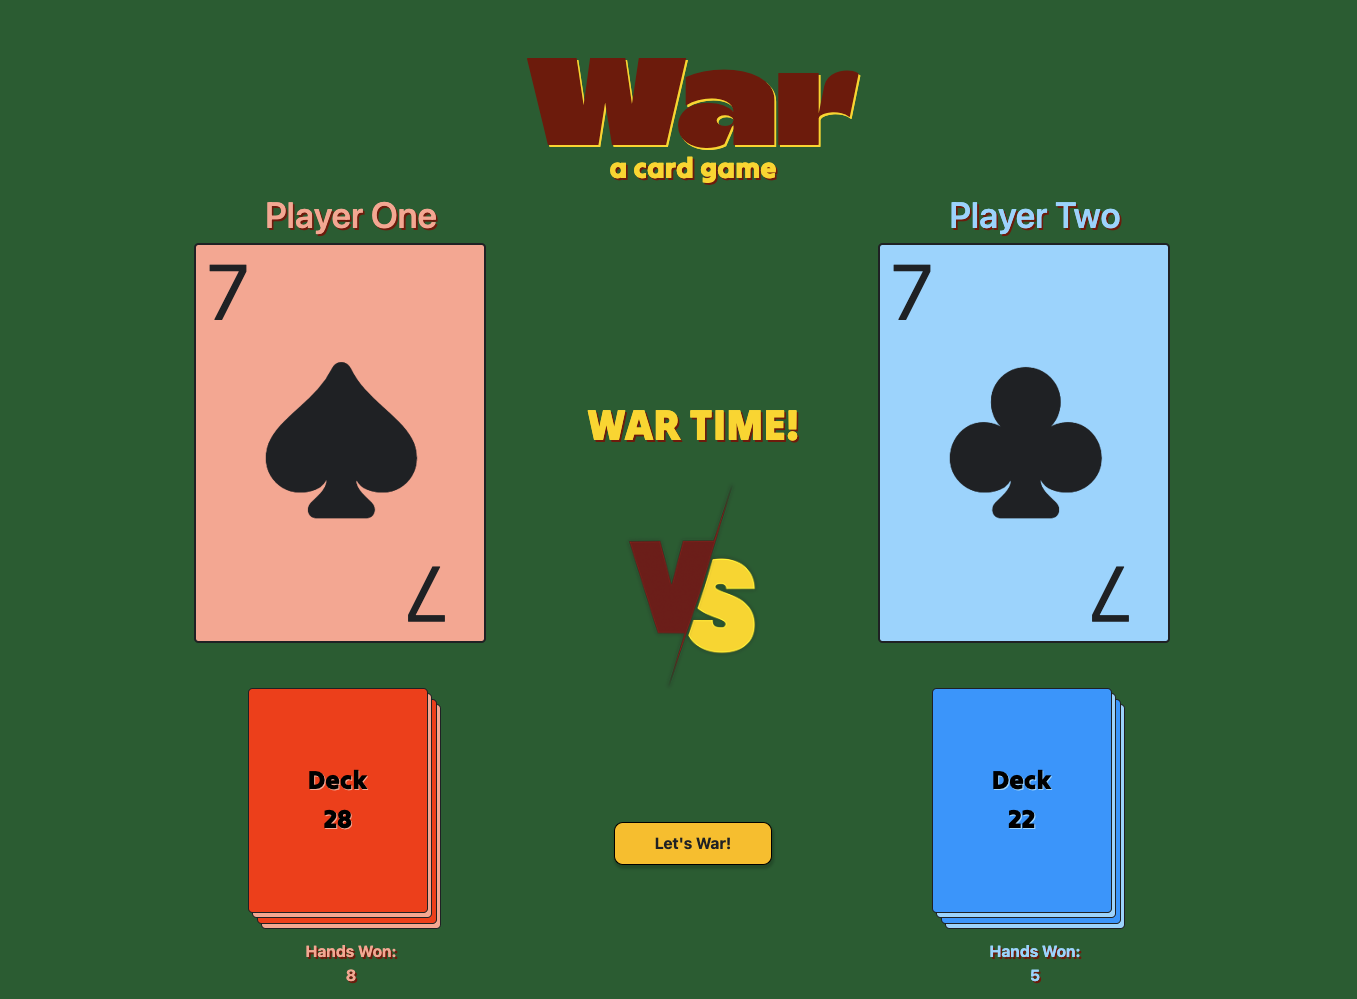 War
a card game
Player One
Player Two
7
7
WAR TIME!
VS
7
7
Deck
28
Deck
22
Let's War!
Hands Won:
8
Hands Won:
5